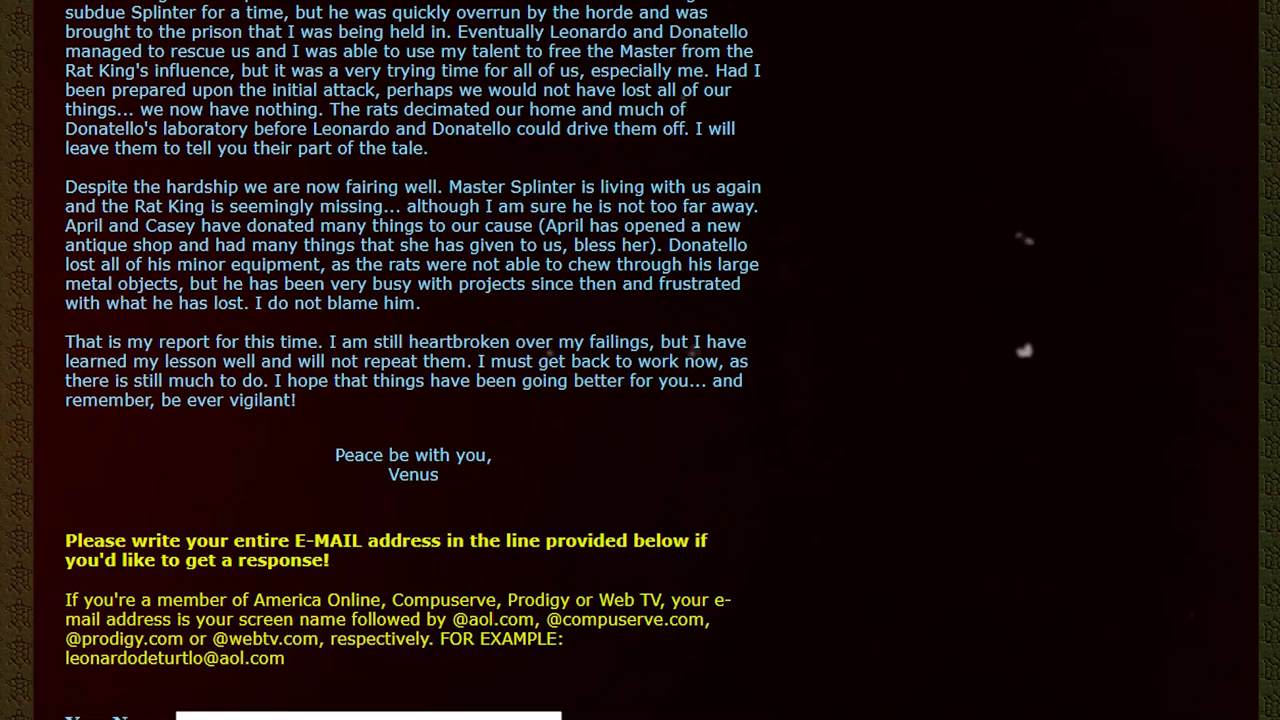 subdue Splinter for a time, but he was quickly overrun by the horde and was
brought to the prison that I was being held in. Eventually Leonardo and Donatello
managed to rescue us and I was able to use my talent to free the Master from the
Rat King's influence, but it was a very trying time for all of us, especially me. Had I
been prepared upon the initial attack, perhaps we would not have lost all of our
things... we now have nothing. The rats decimated our home and much of
Donatello's laboratory before Leonardo and Donatello could drive them off. I will
leave them to tell you their part of the tale.
Despite the hardship we are now fairing well. Master Splinter is living with us again
and the Rat King is seemingly missing... although I am sure he is not too far away.
April and Casey have donated many things to our cause (April has opened a new
antique shop and had many things that she has given to us, bless her). Donatello
lost all of his minor equipment, as the rats were not able to chew through his large
metal objects, but he has been very busy with projects since then and frustrated
with what he has lost. I do not blame him.
That is my report for this time. I am still heartbroken over my failings, but I have
learned my lesson well and will not repeat them. I must get back to work now, as
there is still much to do. I hope that things have been going better for you... and
remember, be ever vigilant!
Peace be with you,
Venus
Please write your entire E-MAIL address in the line provided below if
you'd like to get a response!
If you're a member of America Online, Compuserve, Prodigy or Web TV, your e-
mail address is your screen name followed by @aol.com, @compuserve.com,
@prodigy.com or @webtv.com, respectively. FOR EXAMPLE:
leonardodeturtlo@aol.com